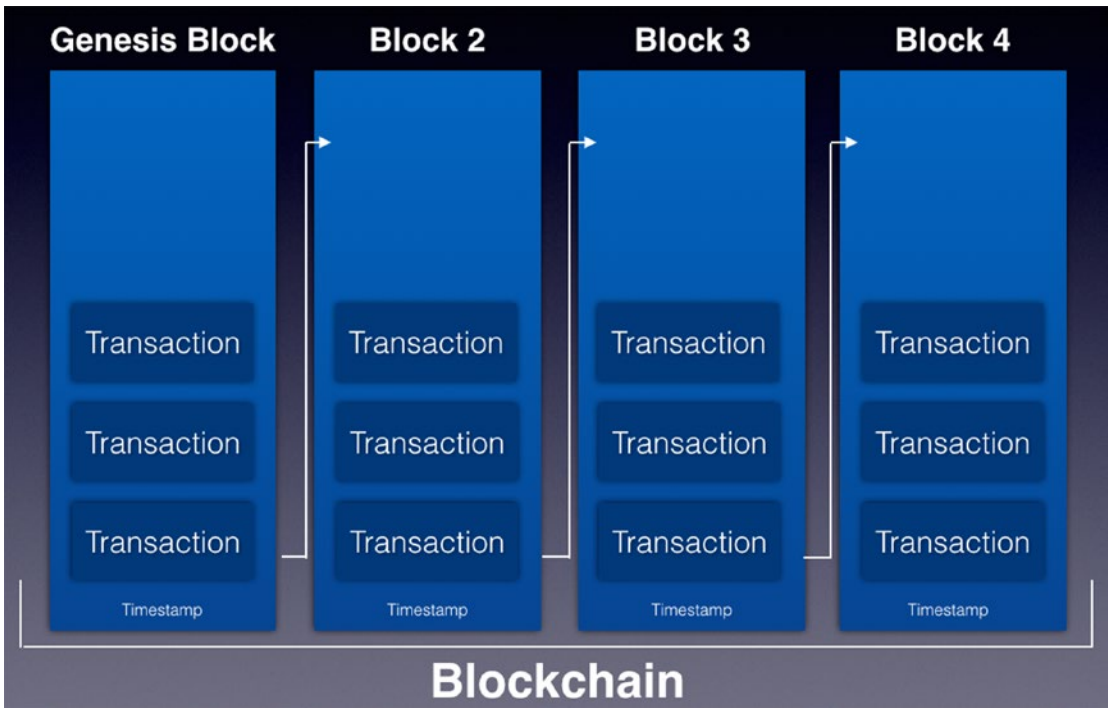 Genesis Block
Block 2
Block 3
Block 4
Transaction
Transaction
Transaction
Transaction
Transaction
Transaction
Transaction
Transaction
Transaction
Transaction
Transaction
Transaction
Timestamp
Timestamp
Timestamp
Timestamp
Blockchain